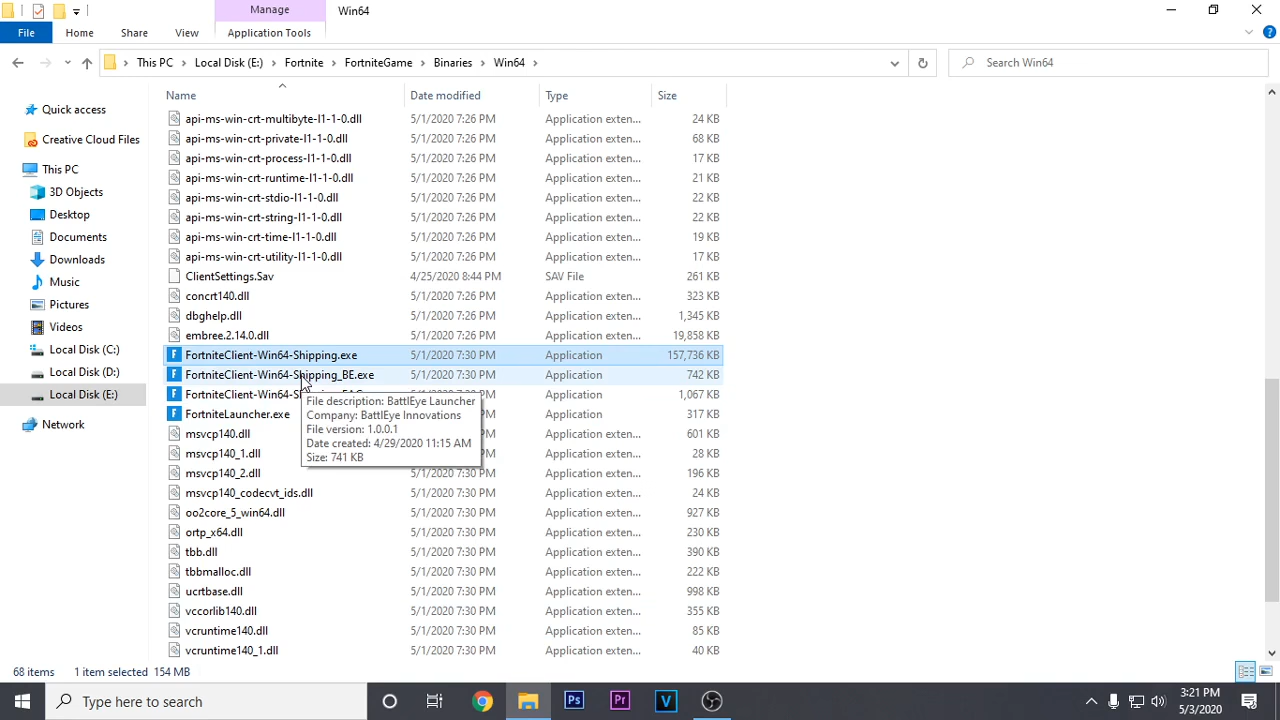 Manage
Win64
File
Home
Share
View
Application Tools
This PC
Local Disk (E:)
Fortnite
FortniteGame
Binaries
Win64
Search Win64
Name
Date modified
Type
Size
Quick access
Creative Cloud Files
This PC
3D Objects
Desktop
Documents
Downloads
Music
Pictures
Videos
Local Disk (C:)
Local Disk (D:)
Local Disk (E:)
Network
api-ms-win-crt-multibyte-l1-1-0.dll 5/1/2020 7:26 PM Application exten... 24 KB
api-ms-win-crt-private-l1-1-0.dll 5/1/2020 7:26 PM Application exten... 68 KB
api-ms-win-crt-process-l1-1-0.dll 5/1/2020 7:26 PM Application exten... 17 KB
api-ms-win-crt-runtime-l1-1-0.dll 5/1/2020 7:26 PM Application exten... 21 KB
api-ms-win-crt-stdio-l1-1-0.dll 5/1/2020 7:26 PM Application exten... 22 KB
api-ms-win-crt-string-l1-1-0.dll 5/1/2020 7:26 PM Application exten... 22 KB
api-ms-win-crt-time-l1-1-0.dll 5/1/2020 7:26 PM Application exten... 19 KB
api-ms-win-crt-utility-l1-1-0.dll 5/1/2020 7:26 PM Application exten... 17 KB
ClientSettings.Sav 4/25/2020 8:44 PM SAV File 261 KB
concrt140.dll 5/1/2020 7:26 PM Application exten... 323 KB
dbghelp.dll 5/1/2020 7:26 PM Application exten... 1,345 KB
embree.2.14.0.dll 5/1/2020 7:26 PM Application exten... 19,858 KB
FortniteClient-Win64-Shipping.exe 5/1/2020 7:30 PM Application 157,736 KB
FortniteClient-Win64-Shipping_BE.exe 5/1/2020 7:30 PM Application 742 KB
FortniteClient-Win64- 7:30 PM Application 1,067 KB
FortniteLauncher.exe 7:30 PM Application 317 KB
msvcp140.dll 7:30 PM Application exten... 601 KB
msvcp140_1.dll 7:30 PM Application exten... 28 KB
msvcp140_2.dll 5/1/2020 7:30 PM Application exten... 196 KB
msvcp140_codecvt_ids.dll 5/1/2020 7:30 PM Application exten... 24 KB
oo2core_5_win64.dll 5/1/2020 7:30 PM Application exten... 927 KB
ortp_x64.dll 5/1/2020 7:30 PM Application exten... 230 KB
tbb.dll 5/1/2020 7:30 PM Application exten... 390 KB
tbbmalloc.dll 5/1/2020 7:30 PM Application exten... 222 KB
ucrtbase.dll 5/1/2020 7:30 PM Application exten... 998 KB
vccorlib140.dll 5/1/2020 7:30 PM Application exten... 355 KB
vcruntime140.dll 5/1/2020 7:30 PM Application exten... 85 KB
vcruntime140_1.dll 5/1/2020 7:30 PM Application exten... 40 KB
File description: BattlEye Launcher
Company: BattlEye Innovations
File version: 1.0.0.1
Date created: 4/29/2020 11:15 AM
Size: 741 KB
68 items
1 item selected 154 MB
Type here to search
Ps
Pr
V
3:21 PM
5/3/2020